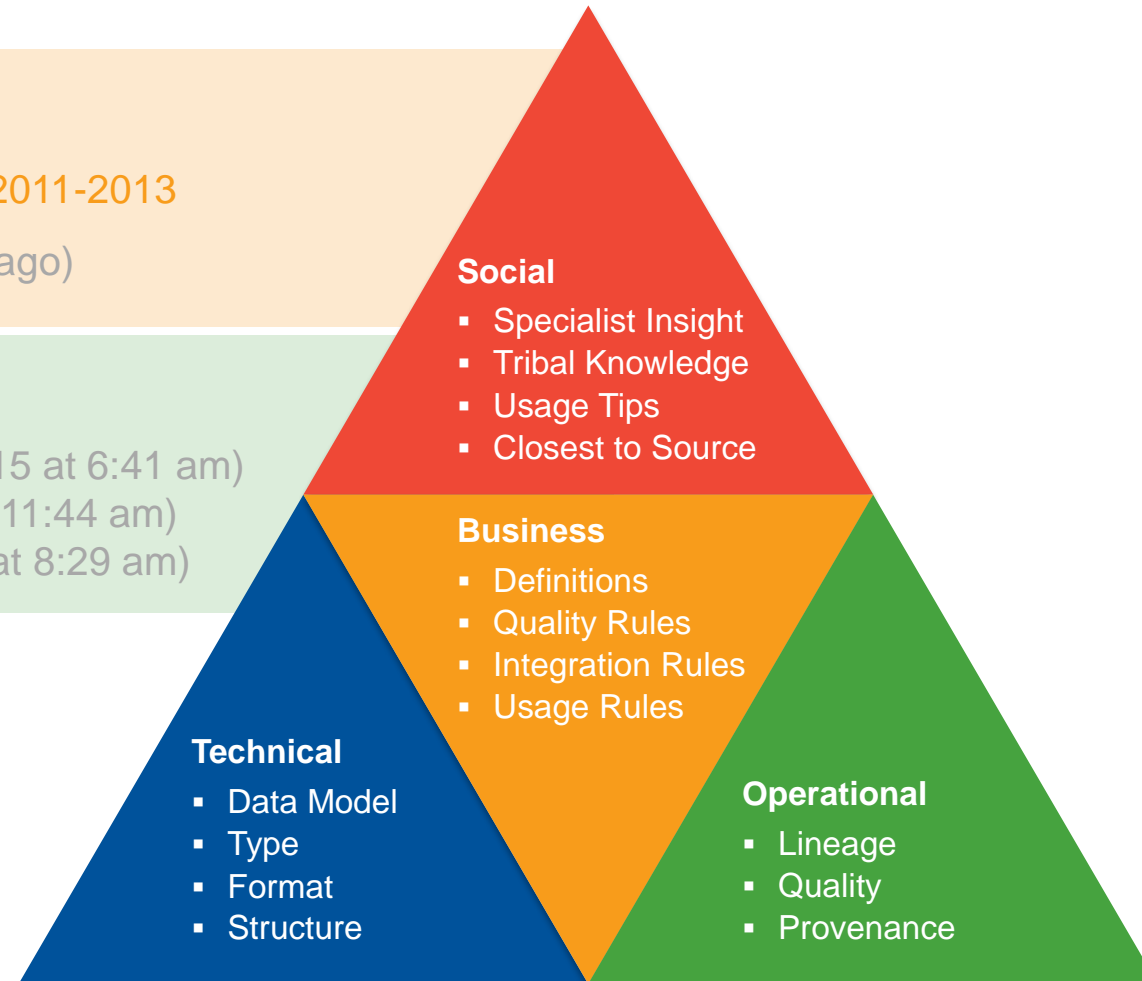 2011-2013
ago)
15 at 6:41 am)
11:44 am)
at 8:29 am)
Social
▪ Specialist Insight
▪ Tribal Knowledge
▪ Usage Tips
▪ Closest to Source
Business
▪ Definitions
▪ Quality Rules
▪ Integration Rules
▪ Usage Rules
Technical
▪ Data Model
▪ Type
▪ Format
▪ Structure
Operational
▪ Lineage
▪ Quality
▪ Provenance